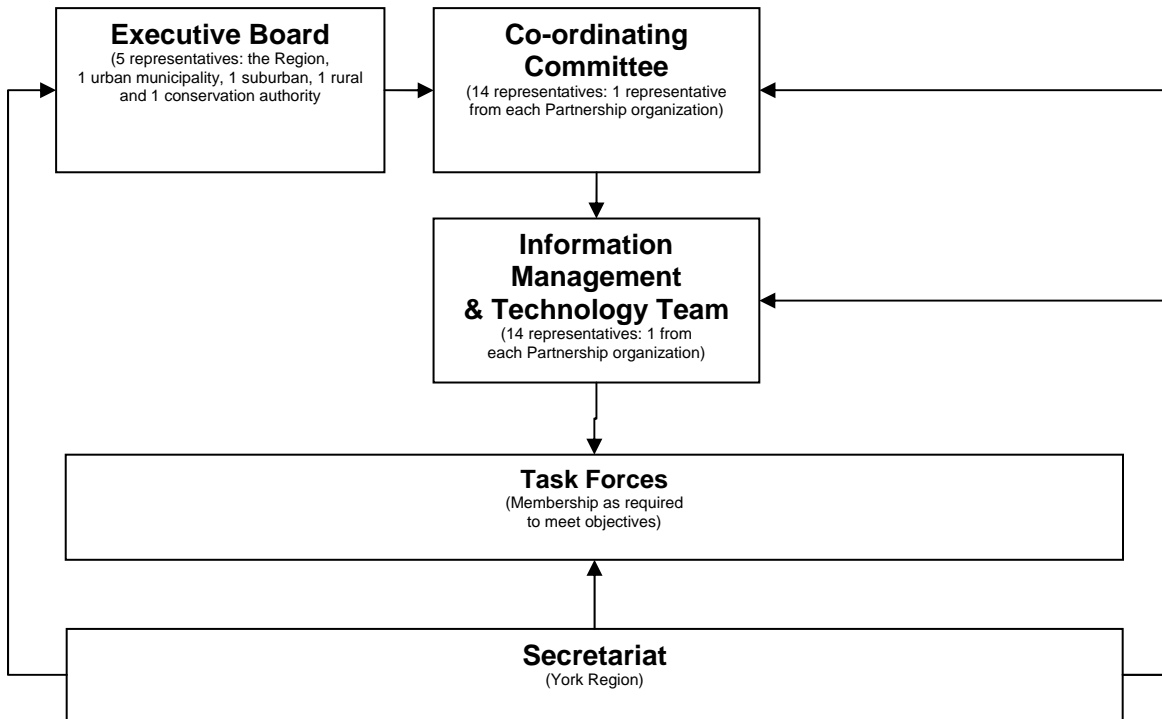 Executive Board
(5 representatives: the Region,
1 urban municipality, 1 suburban, 1 rural
and 1 conservation authority
Co-ordinating
Committee
(14 representatives: 1 representative
from each Partnership organization)
Information
Management
& Technology Team
(14 representatives: 1 from
each Partnership organization)
Task Forces
(Membership as required
to meet objectives)
Secretariat
(York Region)